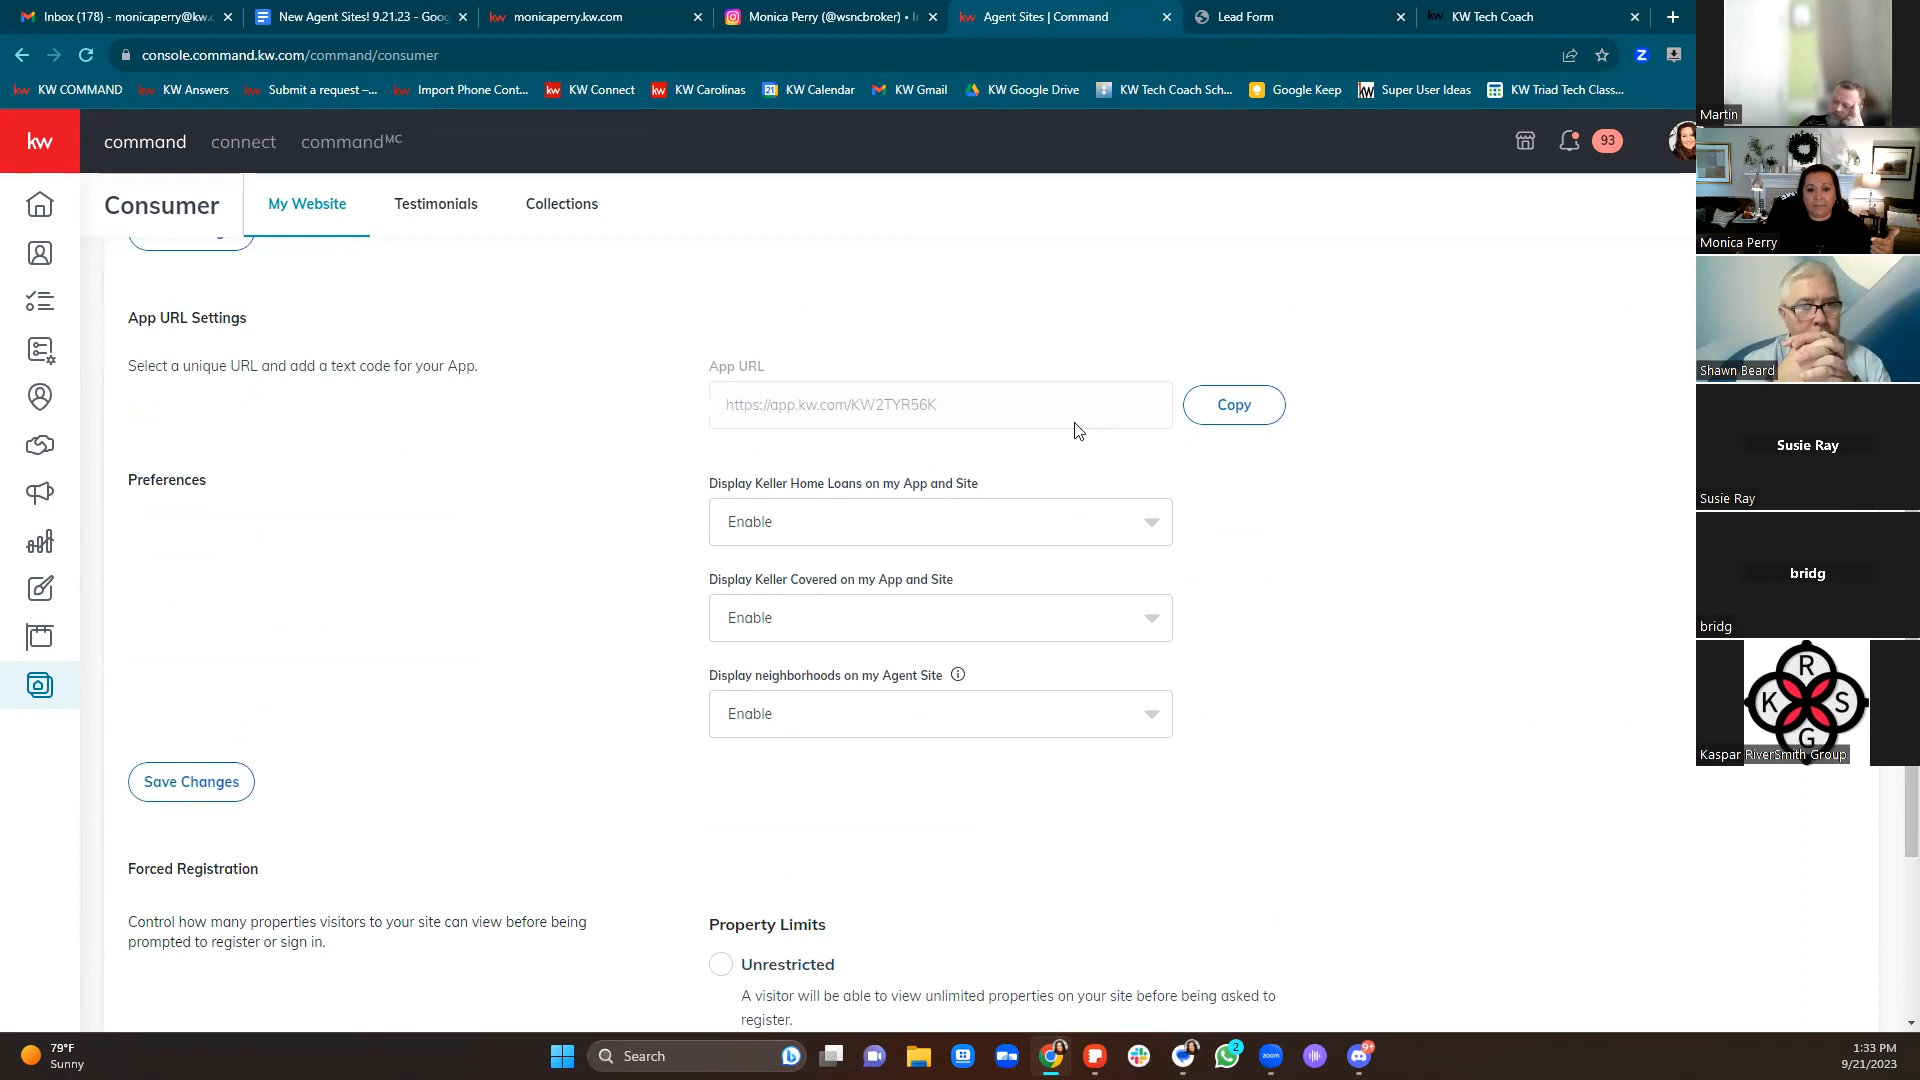 Inbox (178) - monicaperry@kw.c
New Agent Sites! 9.21.23 - Goog
monicaperry.kw.com
Monica Perry (@wsncbroker) • In
Agent Sites | Command
Lead Form
KW Tech Coach
console.command.kw.com/command/consumer
KW COMMAND
KW Answers
Submit a request –...
Import Phone Cont...
KW Connect
KW Carolinas
KW Calendar
KW Gmail
KW Google Drive
KW Tech Coach Sch...
Google Keep
Super User Ideas
KW Triad Tech Class...
kw
command
connect
commandMC
93
Consumer
My Website
Testimonials
Collections
App URL Settings
Select a unique URL and add a text code for your App.
App URL
https://app.kw.com/KW2TYR56K
Copy
Preferences
Display Keller Home Loans on my App and Site
Enable
Display Keller Covered on my App and Site
Enable
Display neighborhoods on my Agent Site
Enable
Save Changes
Forced Registration
Control how many properties visitors to your site can view before being
prompted to register or sign in.
Property Limits
Unrestricted
A visitor will be able to view unlimited properties on your site before being asked to
register.
Martin
Monica Perry
Shawn Beard
Susie Ray
Susie Ray
bridg
bridg
R
K S
G
Kaspar RiverSmith Group
79°F
Sunny
Search
zoom
2
9+
1:33 PM
9/21/2023